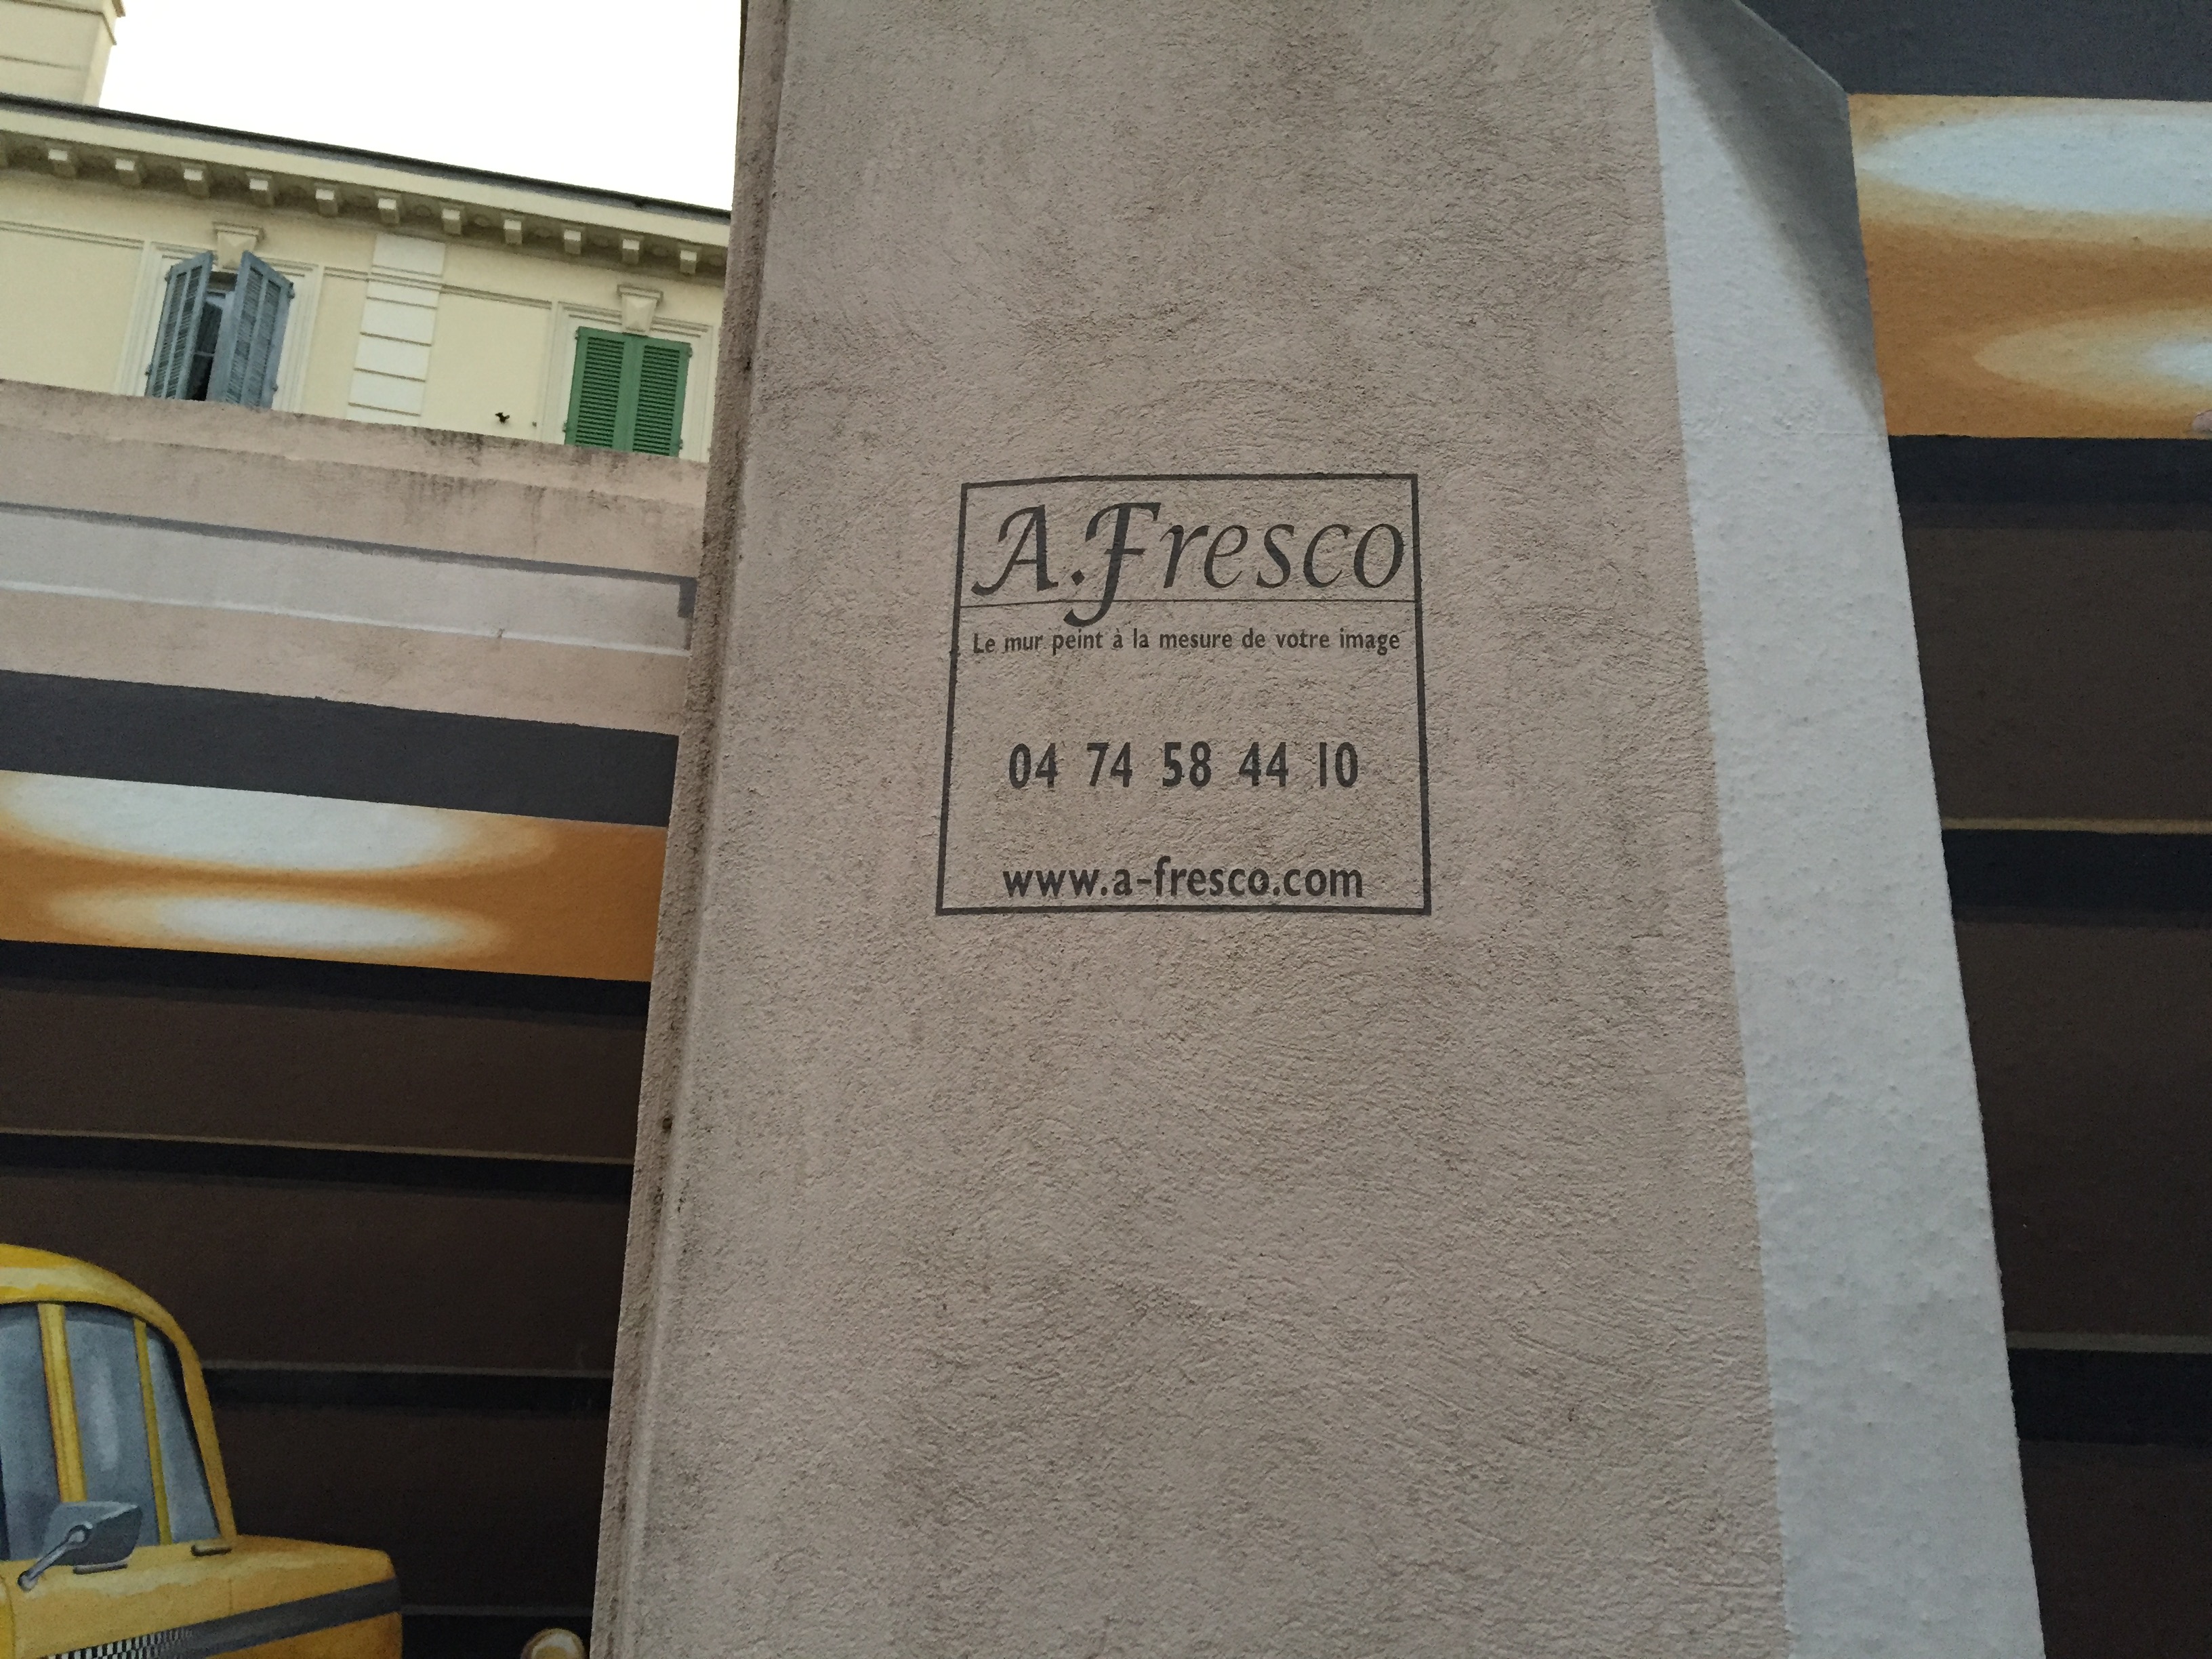 A.Fresco
Le mur peint à la mesure de votre image
04 74 58 44 10
www.a-fresco.com